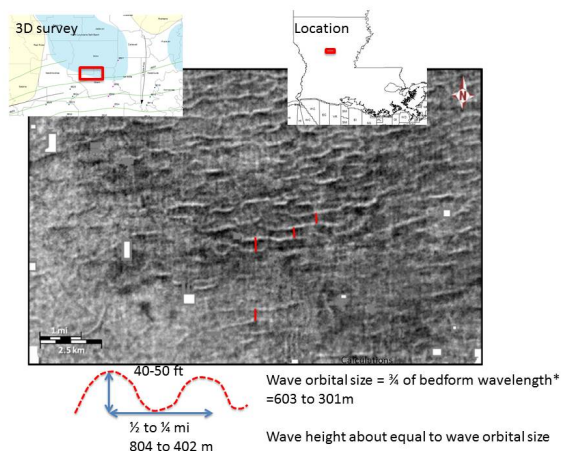 3D survey
Location
N
1 mi
2.5 km
Calculations
40-50 ft
½ to ¼ mi
804 to 402 m
Wave orbital size = ¾ of bedform wavelength*
=603 to 301m
Wave height about equal to wave orbital size